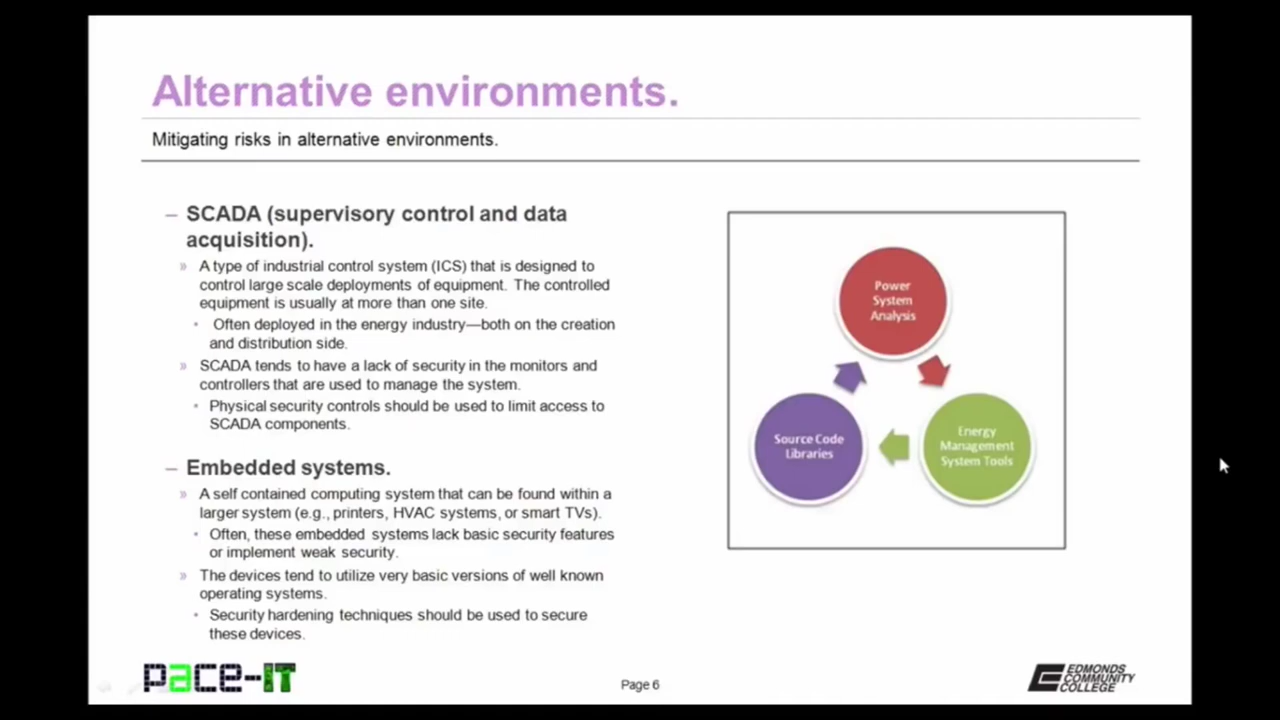 Alternative environments.
Mitigating risks in alternative environments.
– SCADA (supervisory control and data
acquisition).
» A type of industrial control system (ICS) that is designed to
control large scale deployments of equipment. The controlled
equipment is usually at more than one site.
• Often deployed in the energy industry—both on the creation
and distribution side.
» SCADA tends to have a lack of security in the monitors and
controllers that are used to manage the system.
• Physical security controls should be used to limit access to
SCADA components.
– Embedded systems.
» A self contained computing system that can be found within a
larger system (e.g., printers, HVAC systems, or smart TVs).
• Often, these embedded systems lack basic security features
or implement weak security.
» The devices tend to utilize very basic versions of well known
operating systems.
• Security hardening techniques should be used to secure
these devices.
Power
System
Analysis
Energy
Management
System Tools
Source Code
Libraries
pace-IT
Page 6
EDMONDS
COMMUNITY
COLLEGE